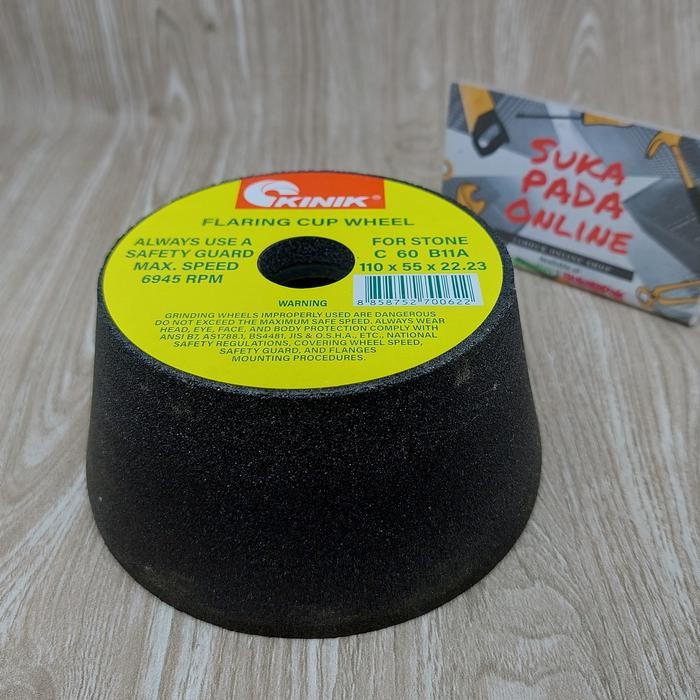 KINIK®
FLARING CUP WHEEL
ALWAYS USE A
SAFETY GUARD
MAX. SPEED
6945 RPM
FOR STONE
C 60 B11A
110 x 55 x 22.23
8 858752 700622
WARNING
GRINDING WHEELS IMPROPERLY USED ARE DANGEROUS
DO NOT EXCEED THE MAXIMUM SAFE SPEED. ALWAYS WEAR
HEAD, EYE, FACE, AND BODY PROTECTION COMPLY WITH
ANSI B7, AS1788.1, BS4481, JIS & O.S.H.A., ETC., NATIONAL
SAFETY REGULATIONS, COVERING WHEEL SPEED,
SAFETY GUARD, AND FLANGES
MOUNTING PROCEDURES.
SUKA
PADA
ONLINE
ONLINE SHOP